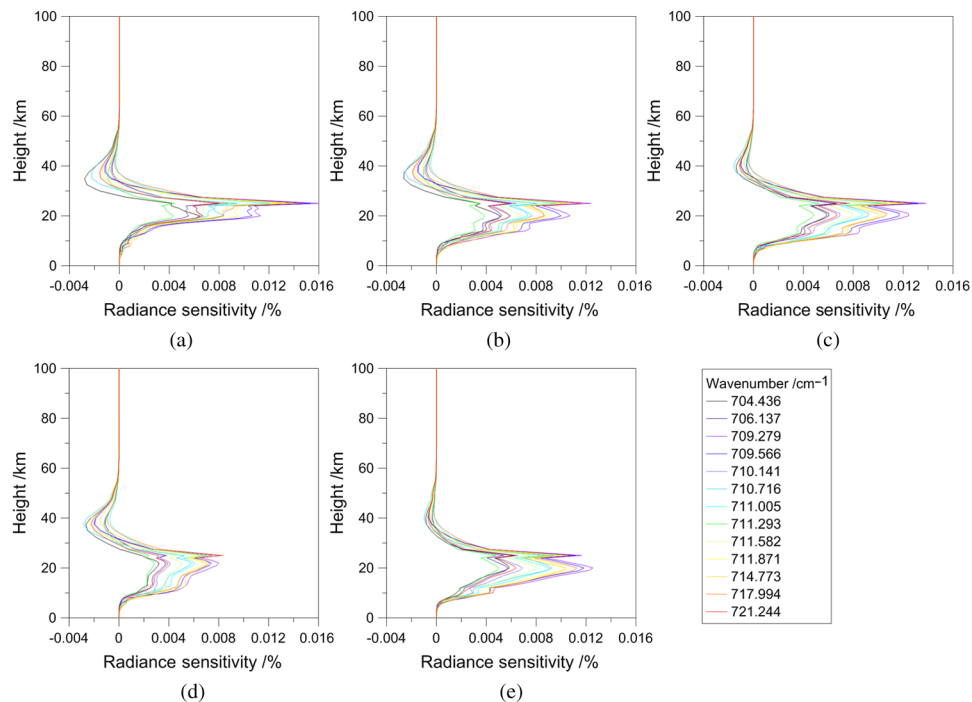 100
80
60
40
20
0
Height /km
-0.004 0 0.004 0.008 0.012 0.016
Radiance sensitivity /%
(a)
100
80
60
40
20
0
Height /km
-0.004 0 0.004 0.008 0.012 0.016
Radiance sensitivity /%
(b)
100
80
60
40
20
0
Height /km
-0.004 0 0.004 0.008 0.012 0.016
Radiance sensitivity /%
(c)
100
80
60
40
20
0
Height /km
-0.004 0 0.004 0.008 0.012 0.016
Radiance sensitivity /%
(d)
100
80
60
40
20
0
Height /km
-0.004 0 0.004 0.008 0.012 0.016
Radiance sensitivity /%
(e)
Wavenumber /cm⁻¹
704.436
706.137
709.279
709.566
710.141
710.716
711.005
711.293
711.582
711.871
714.773
717.994
721.244